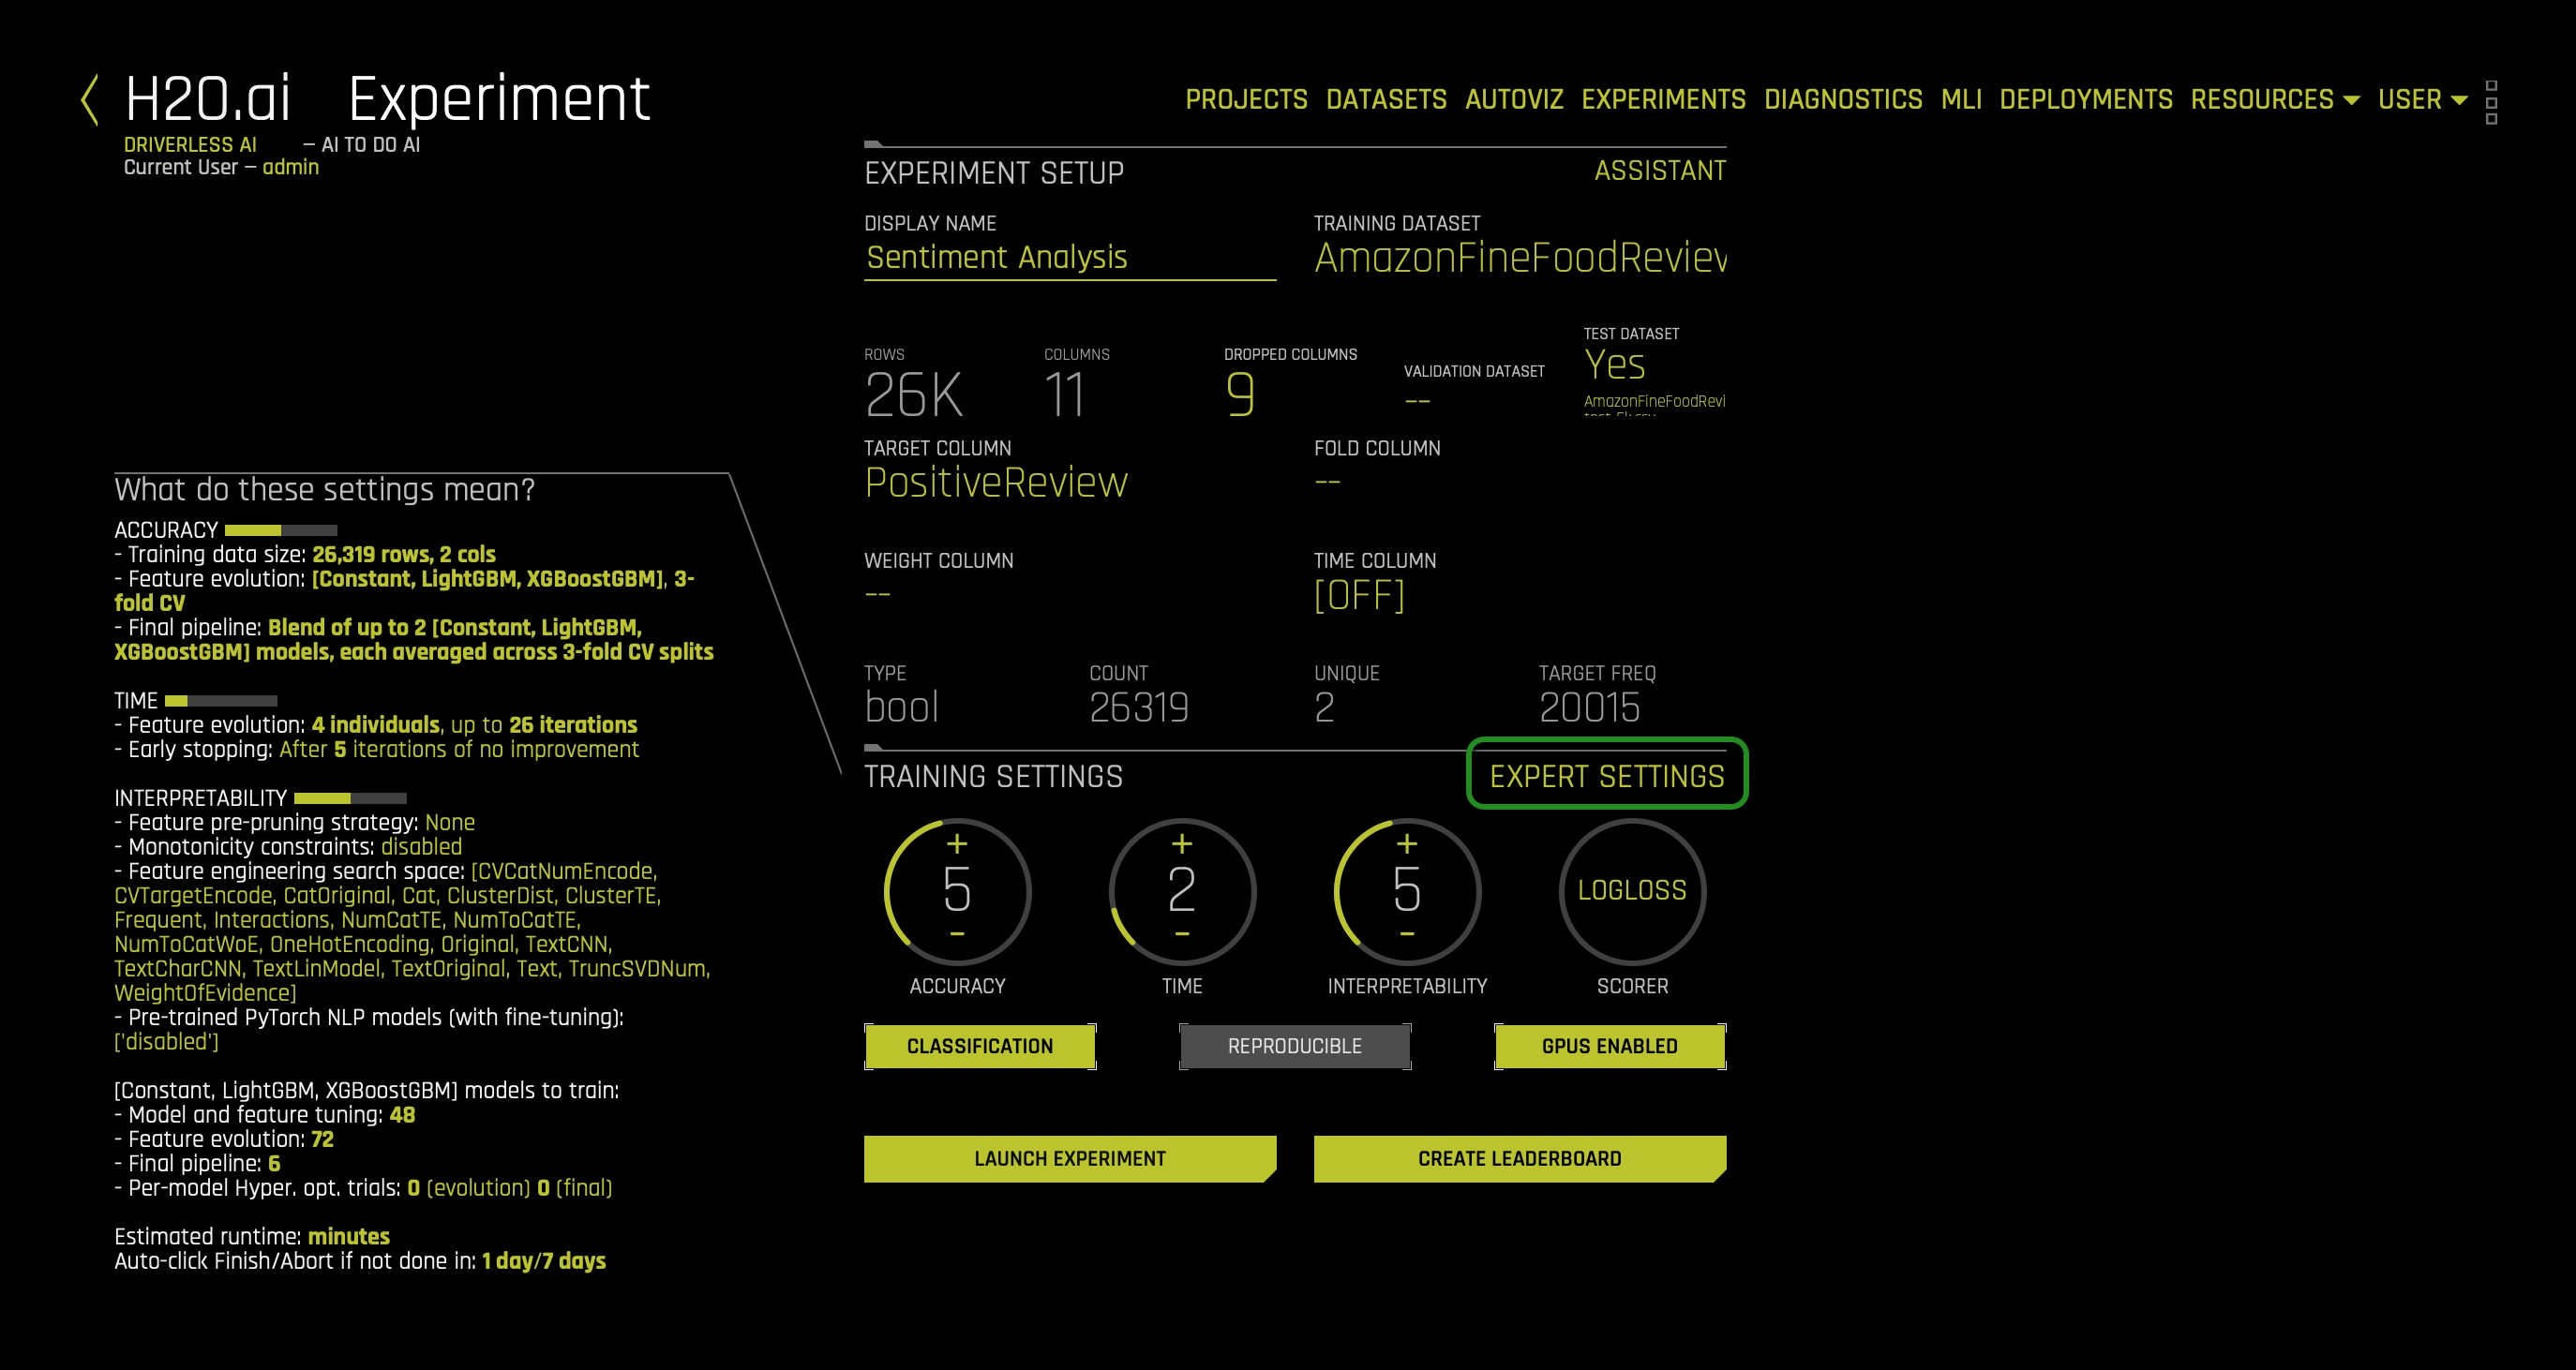 H2O.ai Experiment
DRIVERLESS AI – AI TO DO AI
Current User – admin
PROJECTS DATASETS AUTOVIZ EXPERIMENTS DIAGNOSTICS MLI DEPLOYMENTS RESOURCES USER
EXPERIMENT SETUP ASSISTANT
DISPLAY NAME TRAINING DATASET
Sentiment Analysis AmazonFineFoodReview
TEST DATASET
Yes
AmazonFineFoodRevi
ROWS COLUMNS DROPPED COLUMNS VALIDATION DATASET
26K 11 9 --
TARGET COLUMN FOLD COLUMN
PositiveReview --
WEIGHT COLUMN TIME COLUMN
-- [OFF]
TYPE COUNT UNIQUE TARGET FREQ
bool 26319 2 20015
What do these settings mean?
ACCURACY
- Training data size: 26,319 rows, 2 cols
- Feature evolution: [Constant, LightGBM, XGBoostGBM], 3-
fold CV
- Final pipeline: Blend of up to 2 [Constant, LightGBM,
XGBoostGBM] models, each averaged across 3-fold CV splits
TIME
- Feature evolution: 4 individuals, up to 26 iterations
- Early stopping: After 5 iterations of no improvement
INTERPRETABILITY
- Feature pre-pruning strategy: None
- Monotonicity constraints: disabled
- Feature engineering search space: [CVCatNumEncode,
CVTargetEncode, CatOriginal, Cat, ClusterDist, ClusterTE,
Frequent, Interactions, NumCatTE, NumToCatTE,
NumToCatWoE, OneHotEncoding, Original, TextCNN,
TextCharCNN, TextLinModel, TextOriginal, Text, TruncSVDNum,
WeightOfEvidence]
- Pre-trained PyTorch NLP models (with fine-tuning):
['disabled']
[Constant, LightGBM, XGBoostGBM] models to train:
- Model and feature tuning: 48
- Feature evolution: 72
- Final pipeline: 6
- Per-model Hyper. opt. trials: 0 (evolution) 0 (final)
Estimated runtime: minutes
Auto-click Finish/Abort if not done in: 1 day/7 days
TRAINING SETTINGS EXPERT SETTINGS
+ + +
5 2 5 LOGLOSS
- - -
ACCURACY TIME INTERPRETABILITY SCORER
CLASSIFICATION REPRODUCIBLE GPUS ENABLED
LAUNCH EXPERIMENT CREATE LEADERBOARD